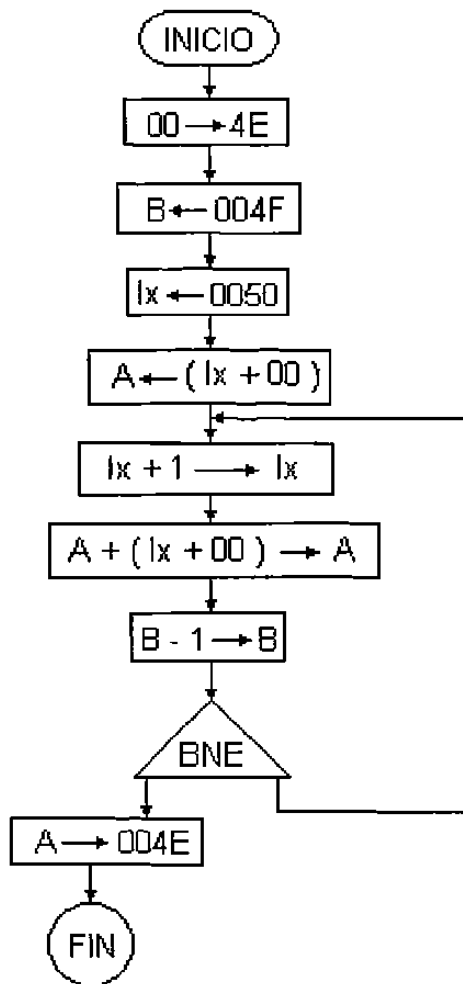 INICIO
00 → 4E
B ← 004F
Ix ← 0050
A ← ( Ix + 00 )
Ix + 1 → Ix
A + ( Ix + 00 ) → A
B - 1 → B
BNE
A → 004E
FIN